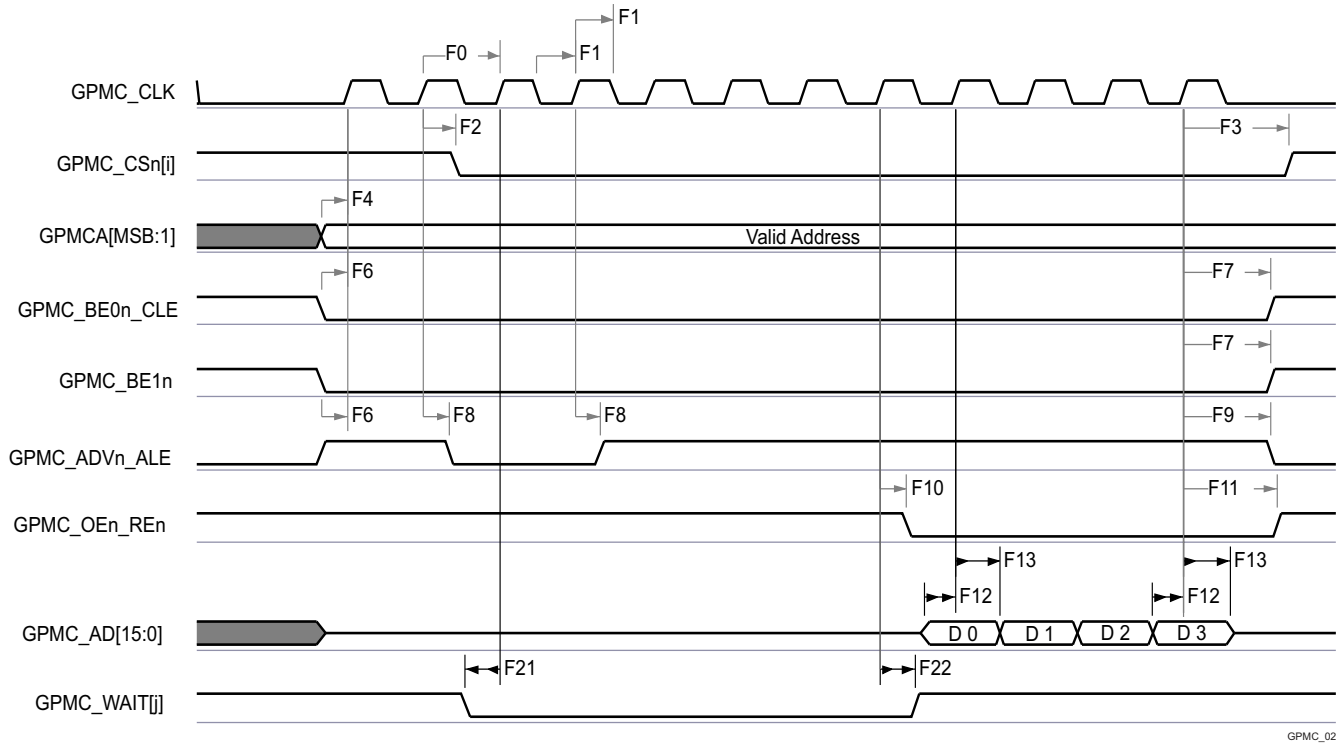 F1
F0 F1
GPMC_CLK
F2 F3
GPMC_CSn[i]
F4
GPMCA[MSB:1] Valid Address
F6 F7
GPMC_BE0n_CLE
F7
GPMC_BE1n
F6 F8 F8 F9
GPMC_ADVn_ALE
F10 F11
GPMC_OEn_REn
F13 F13
F12 F12
GPMC_AD[15:0] D 0 D 1 D 2 D 3
F21 F22
GPMC_WAIT[j]
GPMC_02